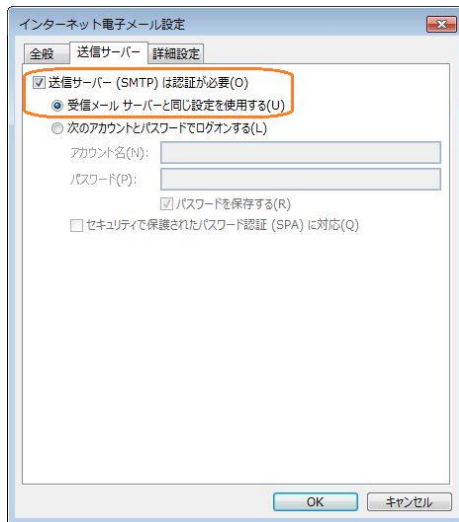 インターネット電子メール設定
全般 送信サーバー 詳細設定
送信サーバー (SMTP) は認証が必要(O)
受信メール サーバーと同じ設定を使用する(U)
次のアカウントとパスワードでログオンする(L)
アカウント名(N):
パスワード(P):
パスワードを保存する(R)
セキュリティで保護されたパスワード認証 (SPA) に対応(Q)
OK キャンセル